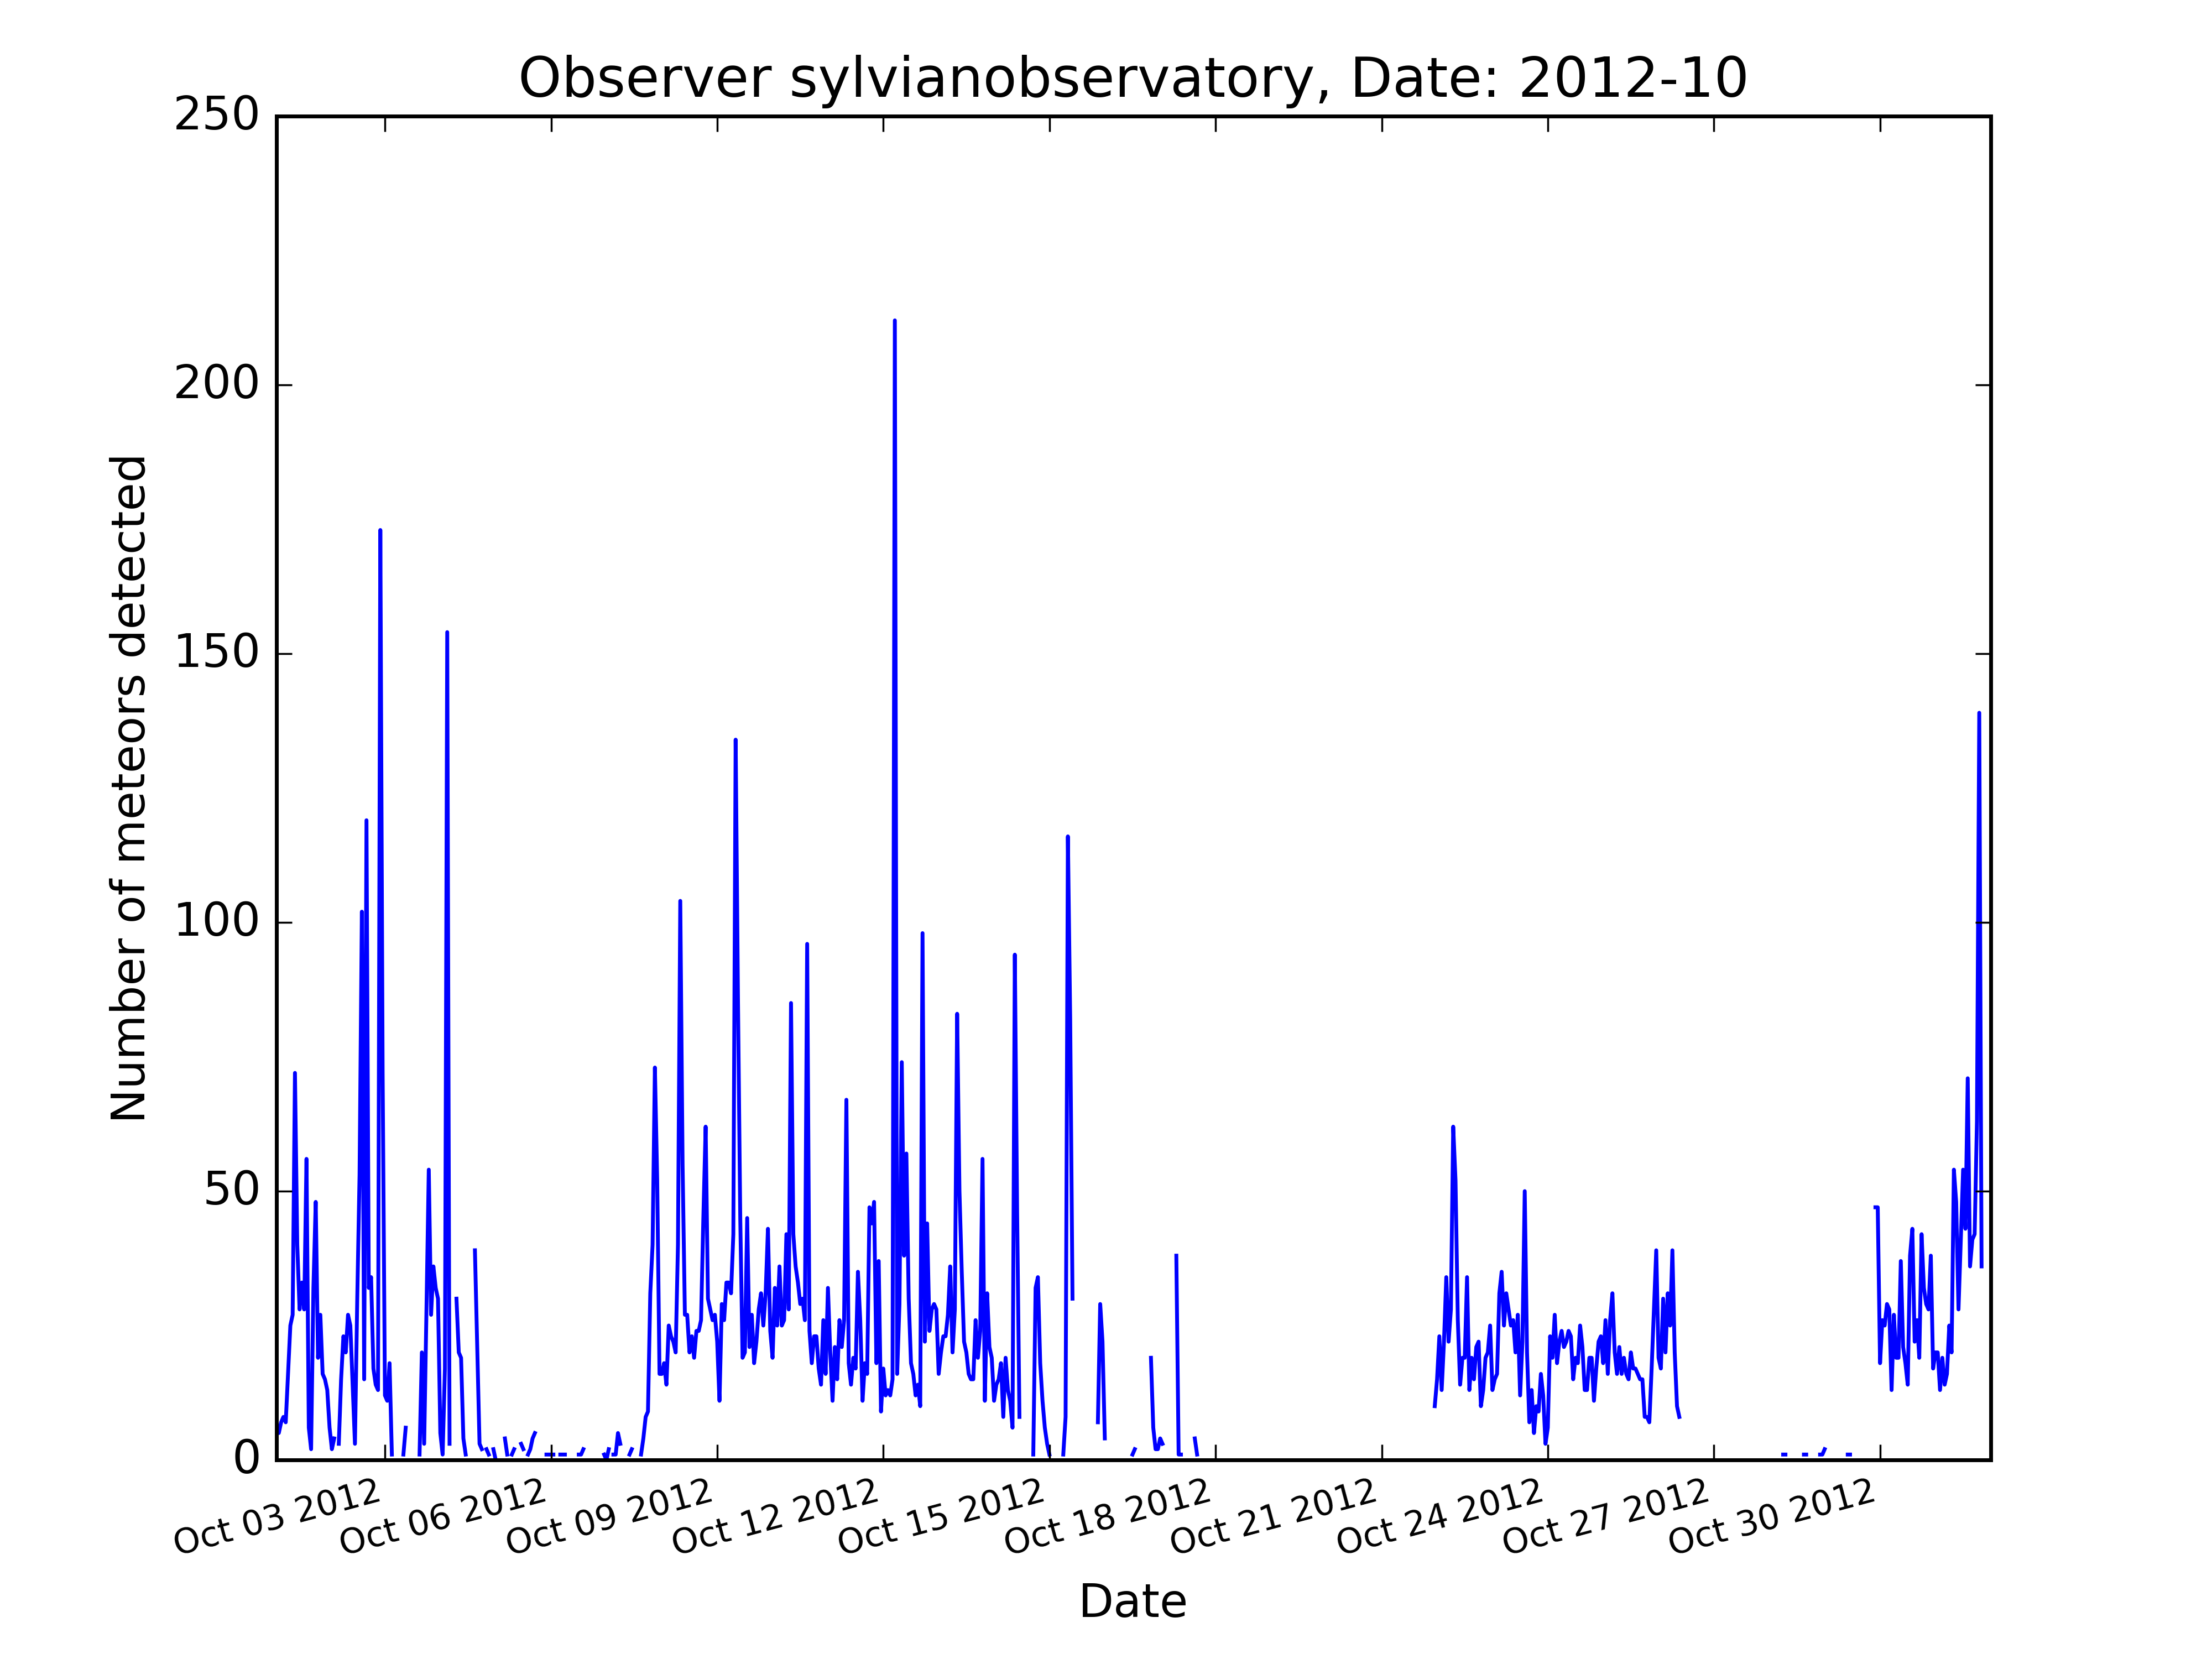 Observer sylvianobservatory, Date: 2012-10
250
200
150
100
50
0
Number of meteors detected
Oct 03 2012
Oct 06 2012
Oct 09 2012
Oct 12 2012
Oct 15 2012
Oct 18 2012
Oct 21 2012
Oct 24 2012
Oct 27 2012
Oct 30 2012
Date